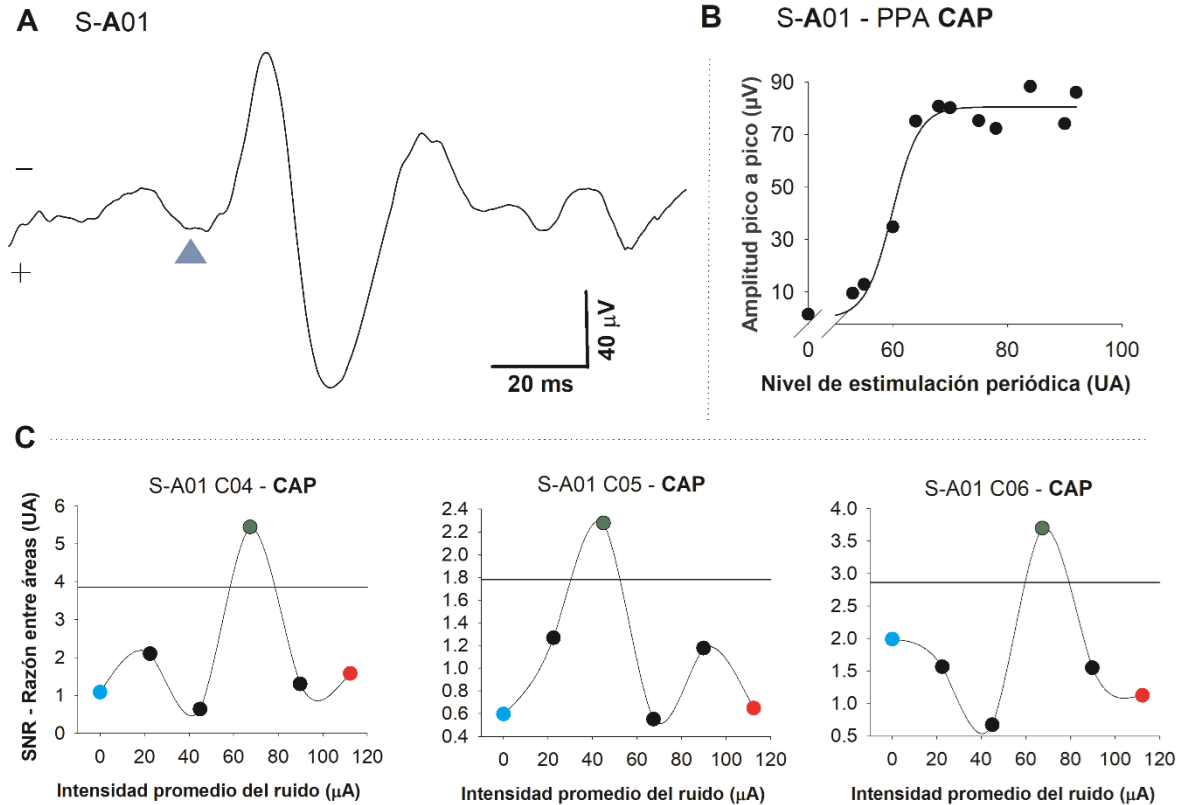 A S-A01
−
+
40 μV
20 ms
B S-A01 - PPA CAP
Amplitud pico a pico (μV)
90
70
50
30
10
0 60 80 100
Nivel de estimulación periódica (UA)
C
S-A01 C04 - CAP
SNR - Razón entre áreas (UA)
6
5
4
3
2
1
0
0 20 40 60 80 100 120
Intensidad promedio del ruido (μA)
S-A01 C05 - CAP
2.4
2.2
2.0
1.8
1.6
1.4
1.2
1.0
0.8
0.6
0.4
0 20 40 60 80 100 120
Intensidad promedio del ruido (μA)
S-A01 C06 - CAP
4.0
3.5
3.0
2.5
2.0
1.5
1.0
0.5
0 20 40 60 80 100 120
Intensidad promedio del ruido (μA)